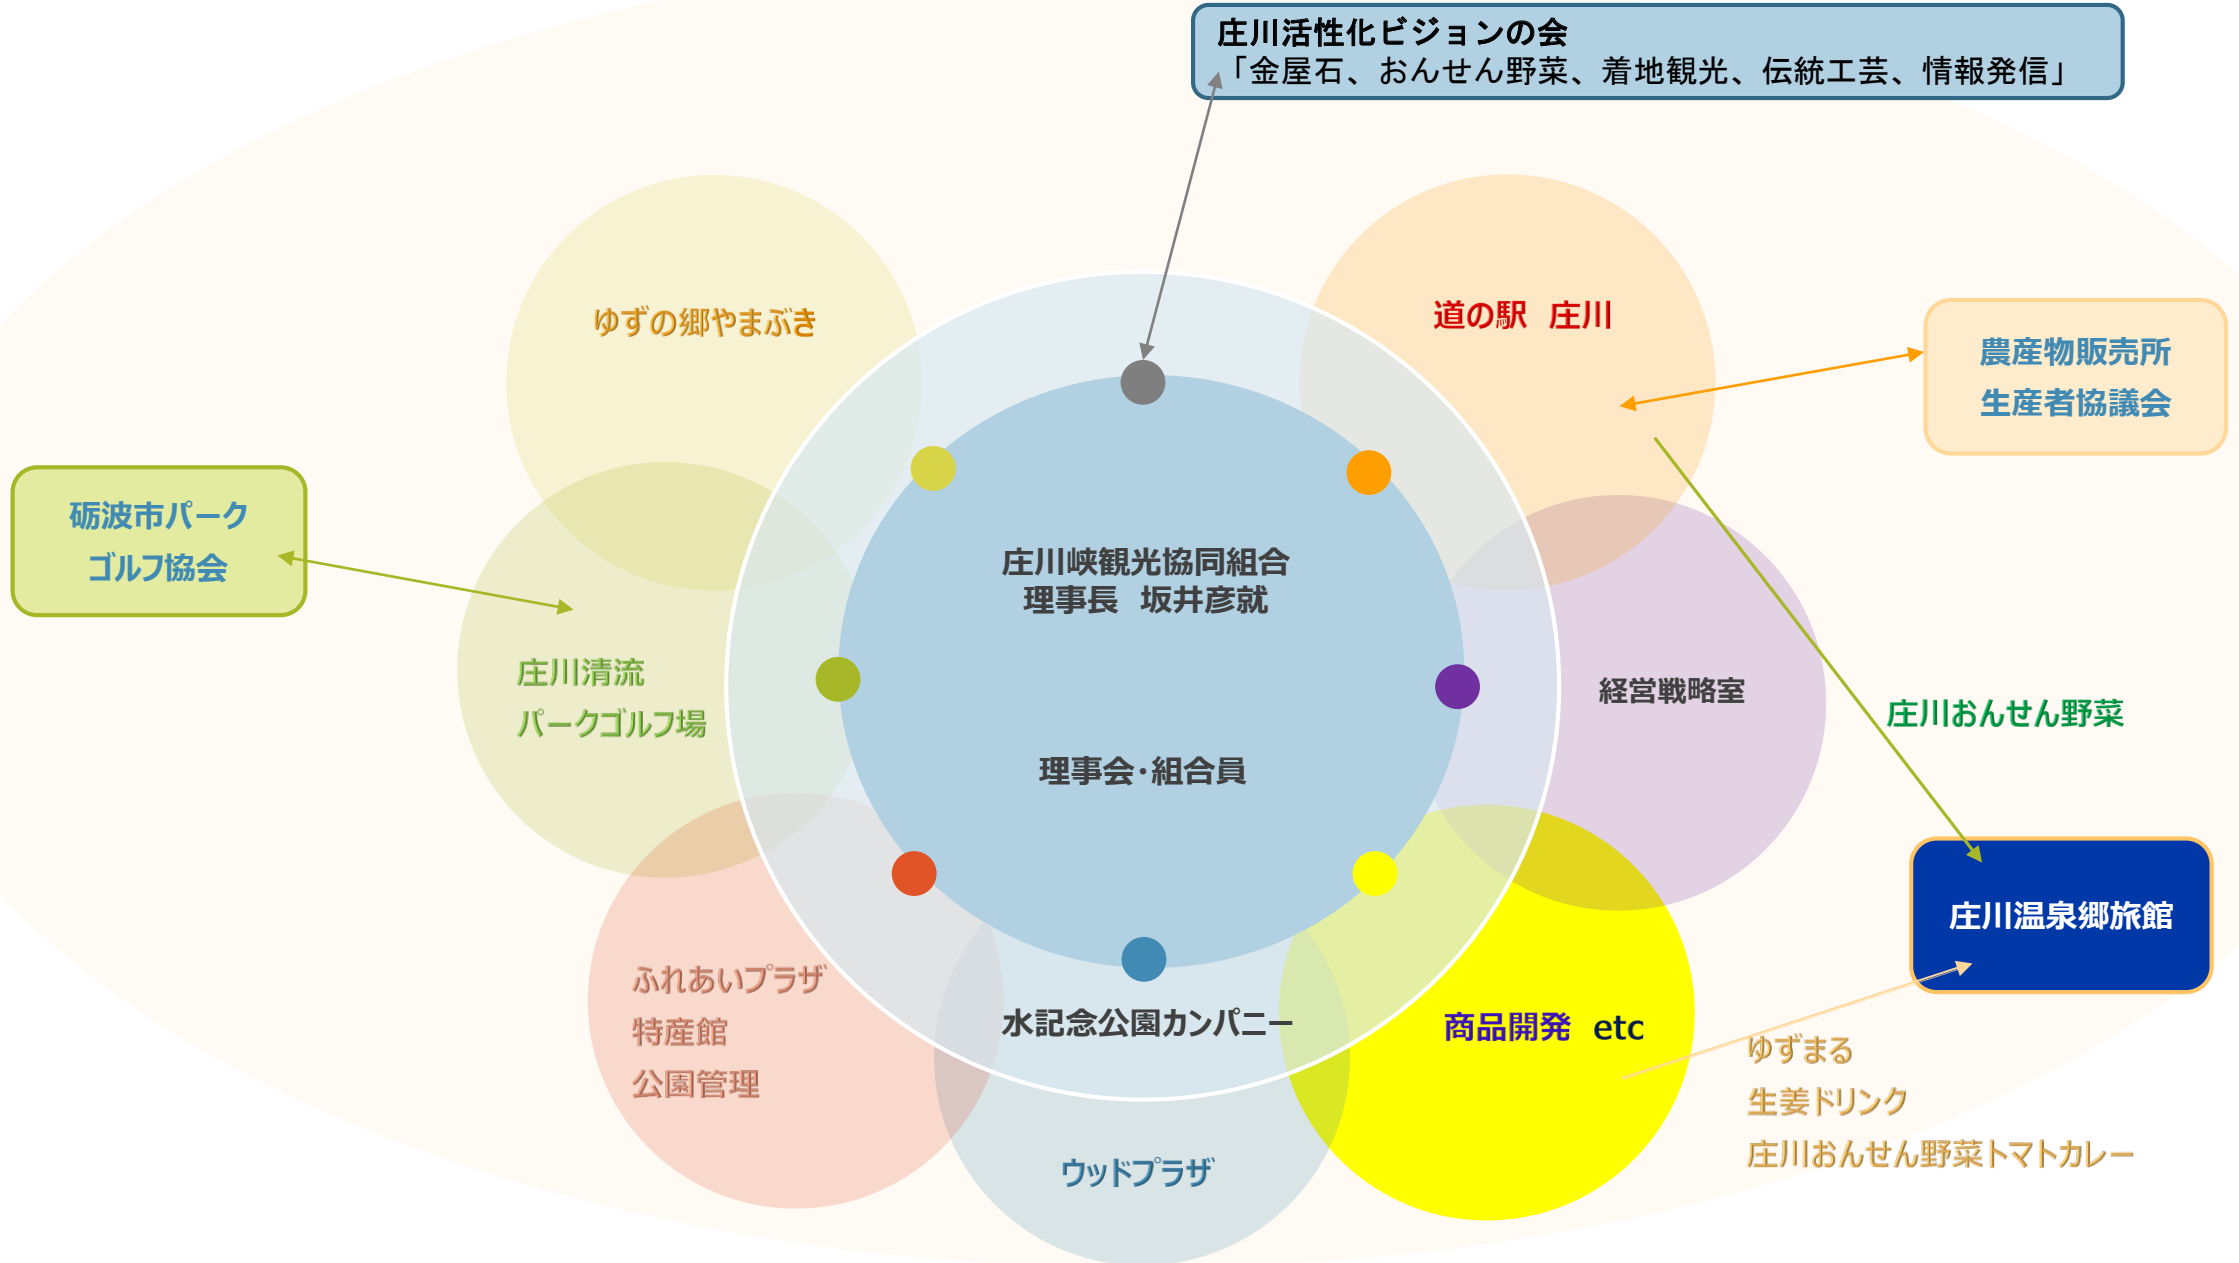 庄川活性化ビジョンの会
「金屋石、おんせん野菜、着地観光、伝統工芸、情報発信」
ゆずの郷やまぶき
道の駅　庄川
農産物販売所
生産者協議会
砺波市パーク
ゴルフ協会
庄川峡観光協同組合
理事長　坂井彦就
庄川清流
パークゴルフ場
経営戦略室
庄川おんせん野菜
理事会・組合員
庄川温泉郷旅館
ふれあいプラザ
特産館
公園管理
水記念公園カンパニー
商品開発　etc
ゆずまる
生姜ドリンク
庄川おんせん野菜トマトカレー
ウッドプラザ